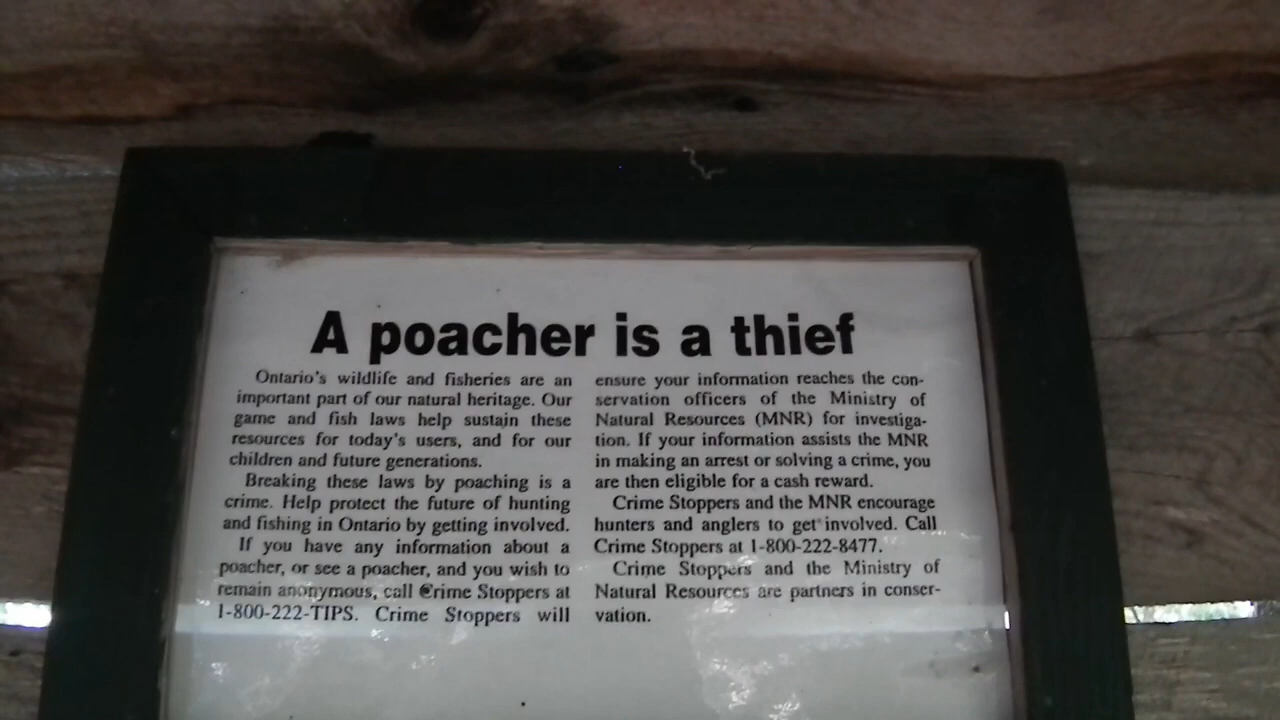 A poacher is a thief
Ontario's wildlife and fisheries are an
important part of our natural heritage. Our
game and fish laws help sustain these
resources for today's users, and for our
children and future generations.
Breaking these laws by poaching is a
crime. Help protect the future of hunting
and fishing in Ontario by getting involved.
If you have any information about a
poacher, or see a poacher, and you wish to
remain anonymous, call Crime Stoppers at
1-800-222-TIPS. Crime Stoppers will
ensure your information reaches the con-
servation officers of the Ministry of
Natural Resources (MNR) for investiga-
tion. If your information assists the MNR
in making an arrest or solving a crime, you
are then eligible for a cash reward.
Crime Stoppers and the MNR encourage
hunters and anglers to get involved. Call
Crime Stoppers at 1-800-222-8477.
Crime Stoppers and the Ministry of
Natural Resources are partners in conser-
vation.